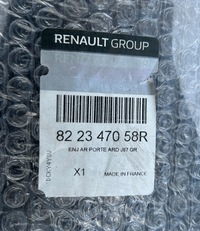 RENAULT GROUP
82 23 470 58R
ENJ AR PORTE ARD J87 GR
X1 MADE IN FRANCE